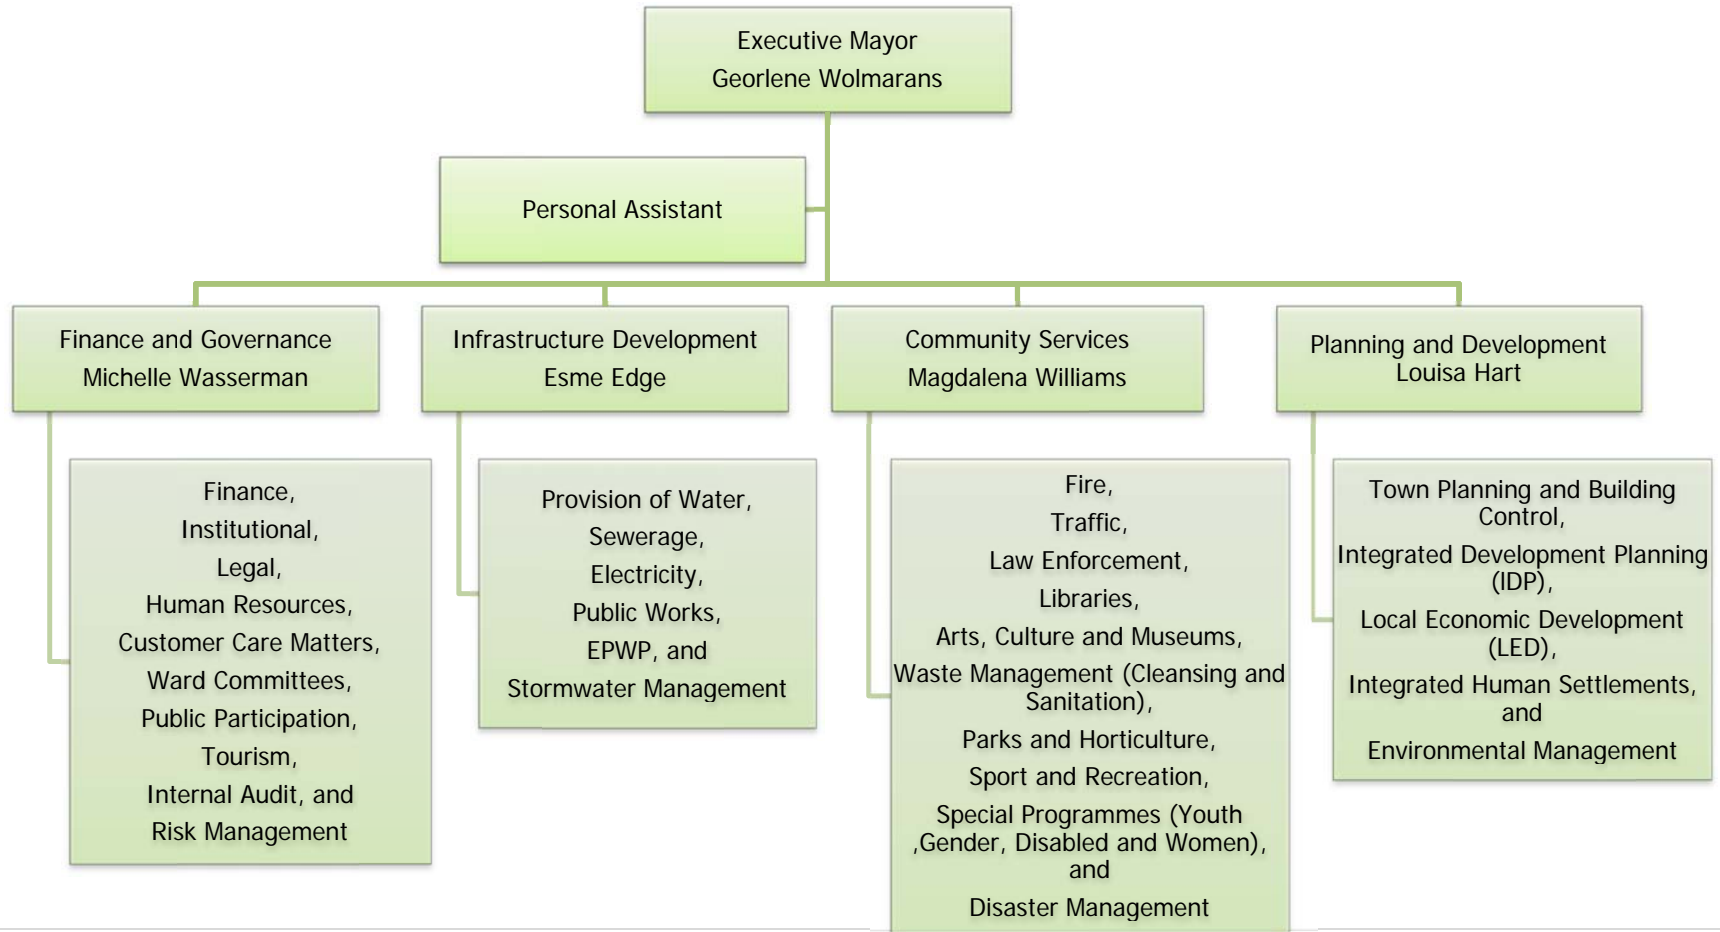 Executive Mayor
Georlene Wolmarans
Personal Assistant
Finance and Governance
Michelle Wasserman
Infrastructure Development
Esme Edge
Community Services
Magdalena Williams
Planning and Development
Louisa Hart
Finance,
Institutional,
Legal,
Human Resources,
Customer Care Matters,
Ward Committees,
Public Participation,
Tourism,
Internal Audit, and
Risk Management
Provision of Water,
Sewerage,
Electricity,
Public Works,
EPWP, and
Stormwater Management
Fire,
Traffic,
Law Enforcement,
Libraries,
Arts, Culture and Museums,
Waste Management (Cleansing and
Sanitation),
Parks and Horticulture,
Sport and Recreation,
Special Programmes (Youth
,Gender, Disabled and Women),
and
Disaster Management
Town Planning and Building
Control,
Integrated Development Planning
(IDP),
Local Economic Development
(LED),
Integrated Human Settlements,
and
Environmental Management